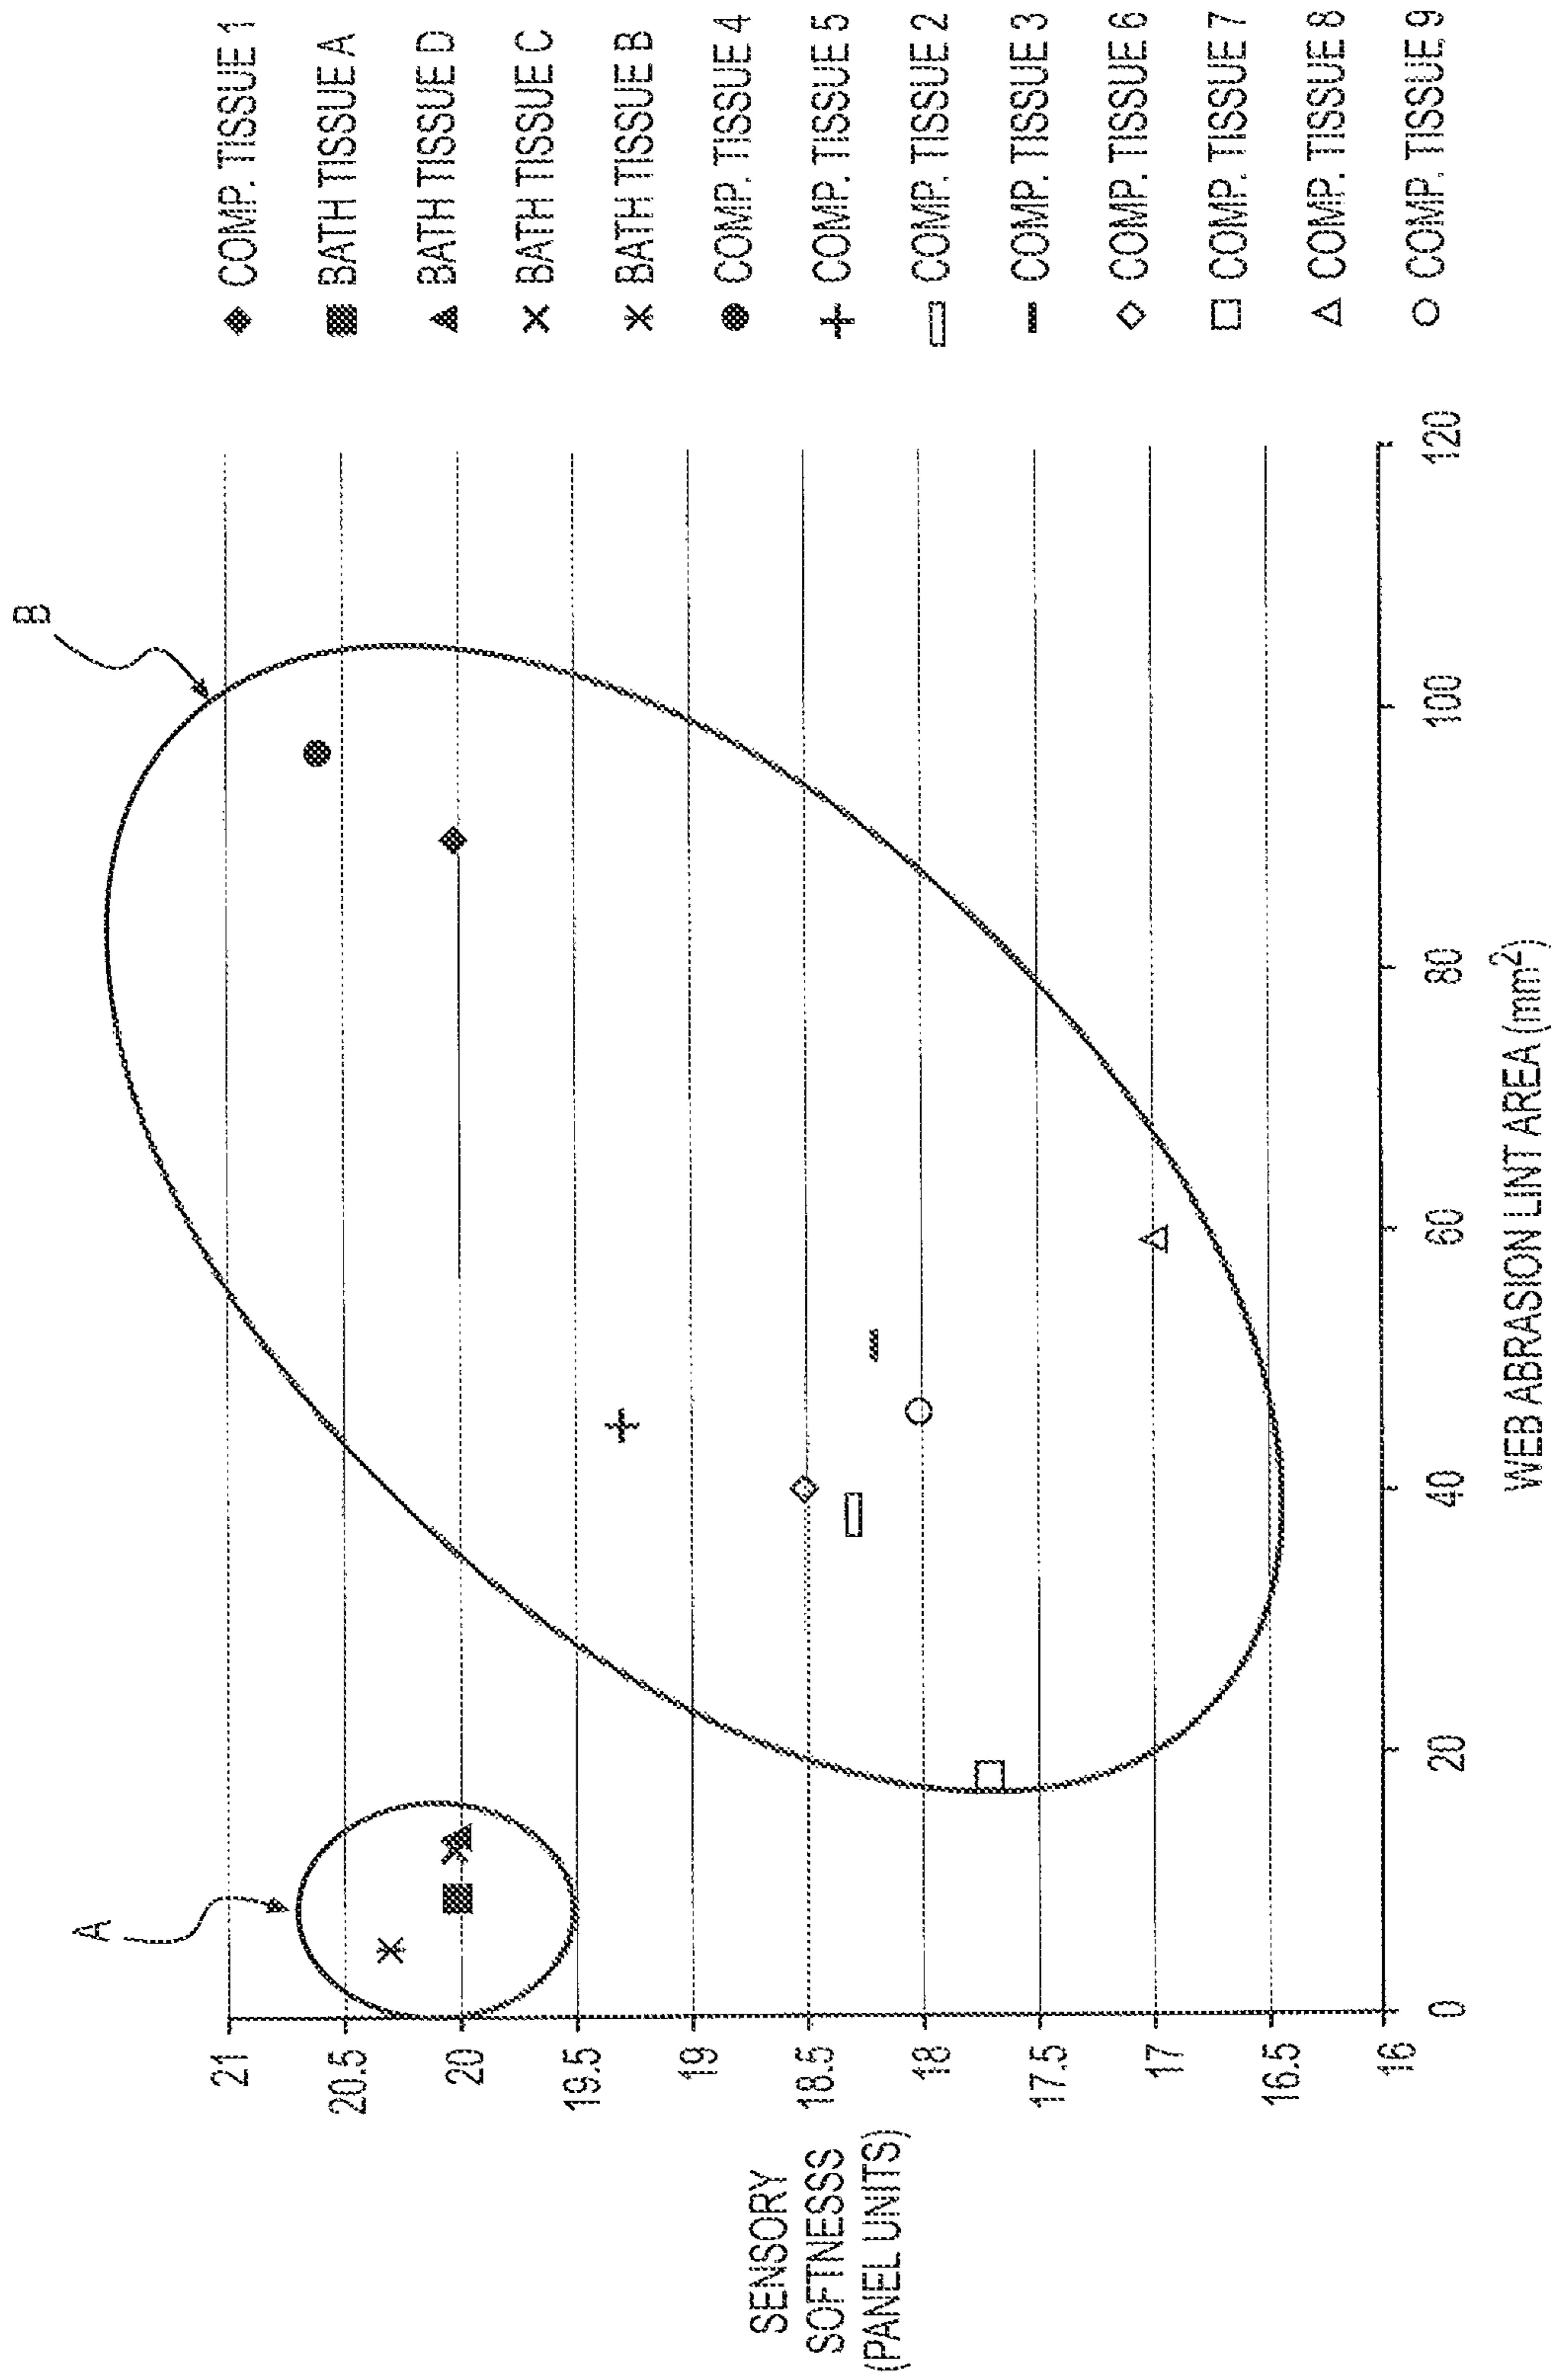 SENSORY
SOFTNESSS
(PANEL UNITS)
21
20.5
20
19.5
19
18.5
18
17.5
17
16.5
16
A
B
0
20
40
60
80
100
120
WEB ABRASION LINT AREA (mm²)
COMP. TISSUE 1
BATH TISSUE A
BATH TISSUE D
BATH TISSUE C
BATH TISSUE B
COMP. TISSUE 4
COMP. TISSUE 5
COMP. TISSUE 2
COMP. TISSUE 3
COMP. TISSUE 6
COMP. TISSUE 7
COMP. TISSUE 8
COMP. TISSUE 9